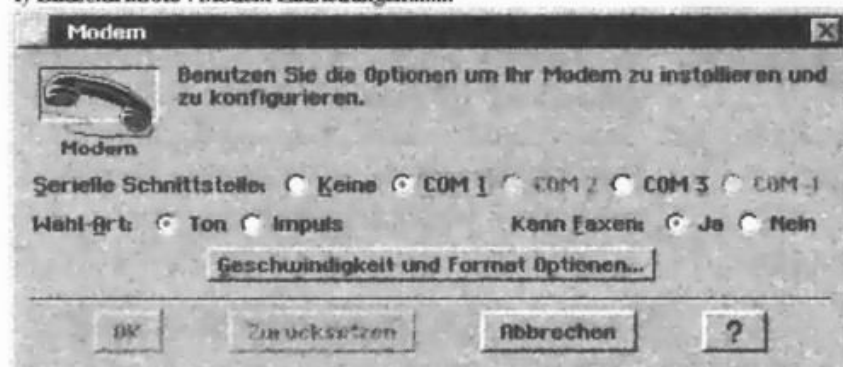 Modem
Benutzen Sie die Optionen um Ihr Modem zu installieren und
zu konfigurieren.
Modem
Serielle Schnittstelle: Keine COM 1 COM 2 COM 3 COM 4
Wähl-Art: Ton Impuls Kann Faxen: Ja Nein
Geschwindigkeit und Format Optionen...
OK Zurücksetzen Abbrechen ?